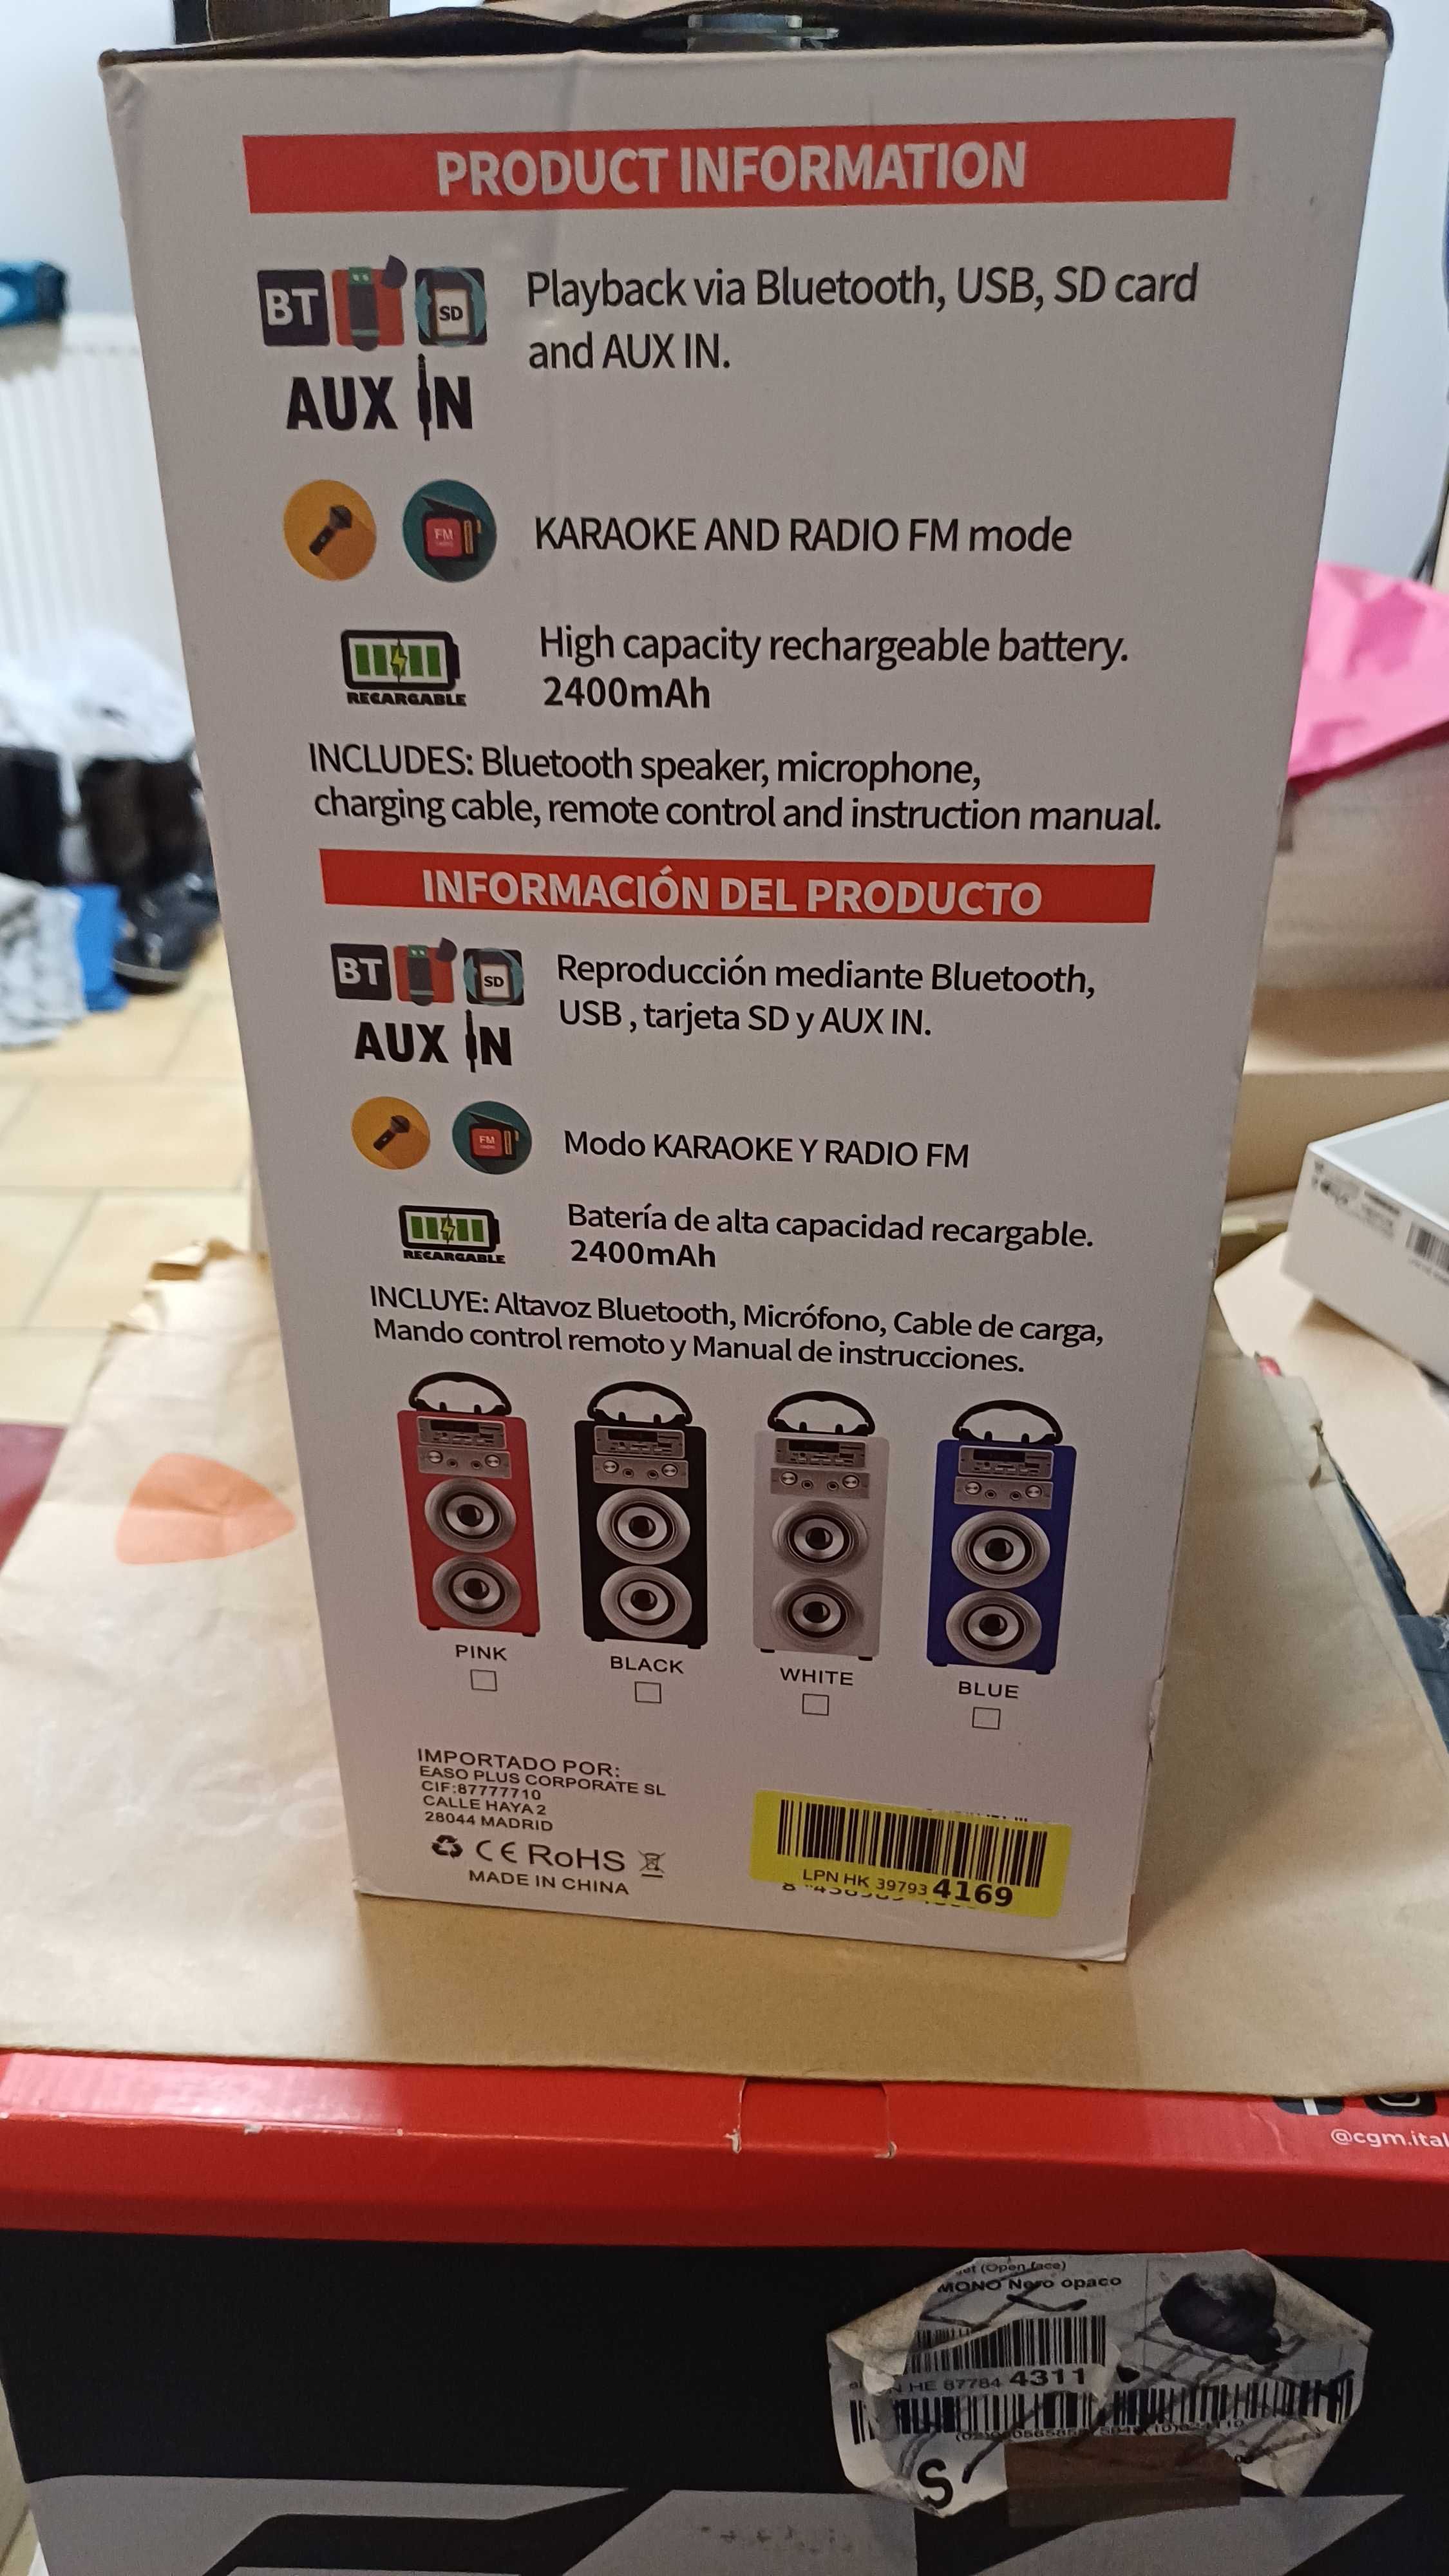 PRODUCT INFORMATION
BT
SD
AUX IN
Playback via Bluetooth, USB, SD card
and AUX IN.
FM
KARAOKE AND RADIO FM mode
RECARGABLE
High capacity rechargeable battery.
2400mAh
INCLUDES: Bluetooth speaker, microphone,
charging cable, remote control and instruction manual.
INFORMACIÓN DEL PRODUCTO
BT
SD
AUX IN
Reproducción mediante Bluetooth,
USB , tarjeta SD y AUX IN.
FM
Modo KARAOKE Y RADIO FM
RECARGABLE
Batería de alta capacidad recargable.
2400mAh
INCLUYE: Altavoz Bluetooth, Micrófono, Cable de carga,
Mando control remoto y Manual de instrucciones.
PINK
BLACK
WHITE
BLUE
IMPORTADO POR:
EASO PLUS CORPORATE SL
CIF:87777710
CALLE HAYA 2
28044 MADRID
CE RoHS
MADE IN CHINA
LPN HK 39793 4169
@cgm.ital
(Open face)
MONO Nero opaco
HE 87784 4311
S